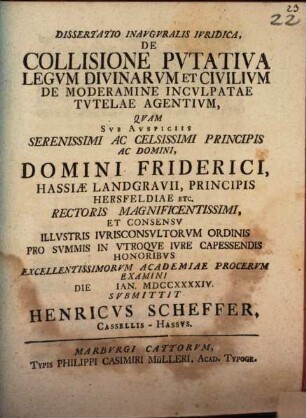 23
22
DISSERTATIO INAVGVRALIS IVRIDICA,
DE
COLLISIONE PVTATIVA
LEGVM DIVINARVM ET CIVILIVM
DE MODERAMINE INCVLPATAE
TVTELAE AGENTIVM,
QVAM
SVB AVSPICIIS
SERENISSIMI AC CELSISSIMI PRINCIPIS
AC DOMINI,
DOMINI FRIDERICI,
HASSIÆ LANDGRAVII, PRINCIPIS
HERSFELDIAE ETC.
RECTORIS MAGNIFICENTISSIMI,
ET CONSENSV
ILLVSTRIS IVRISCONSVLTORVM ORDINIS
PRO SVMMIS IN VTROQVE IVRE CAPESSENDIS
HONORIBVS
EXCELLENTISSIMORVM ACADEMIAE PROCERVM
EXAMINI
DIE IAN. MDCCXXXXIV.
SVBMITTIT
HENRICVS SCHEFFER,
CASSELLIS-HASSVS.
MARBVRGI CATTORVM,
TYPIS PHILIPPI CASIMIRI MüLLERI, ACAD. TYPOGR.